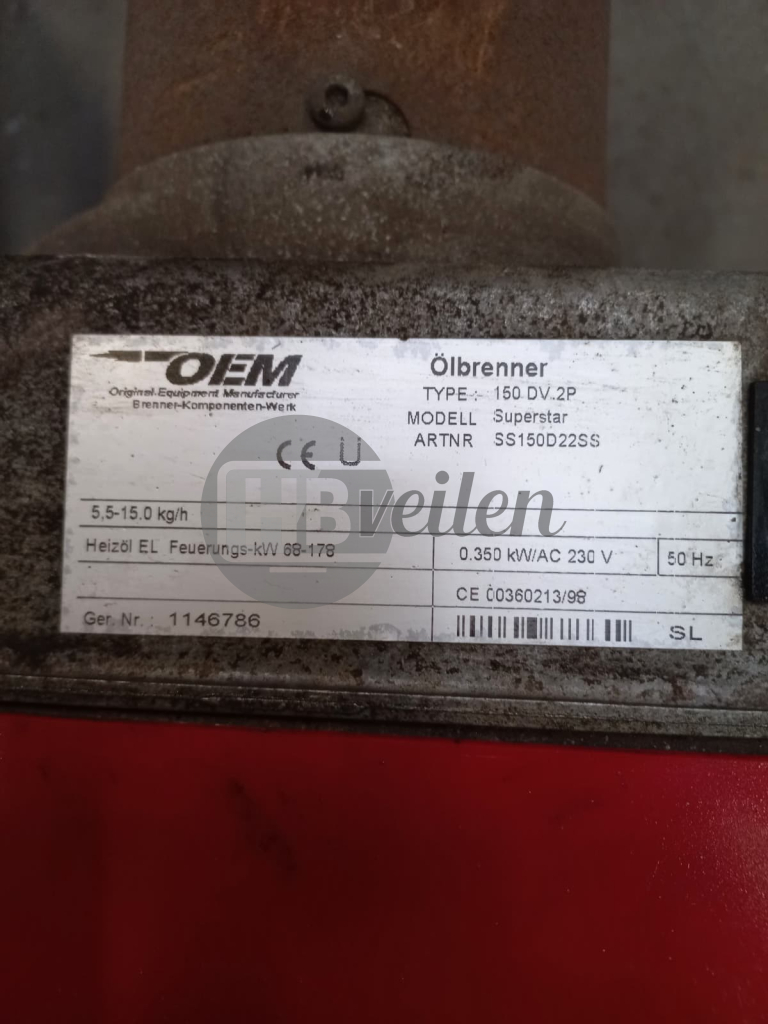 OEM
Original Equipment Manufacturer
Brenner-Komponenten-Werk
Ölbrenner
TYPE : 150 DV.2P
MODELL Superstar
ARTNR SS150D22SS
CE Ü
HBveilen
5,5-15.0 kg/h
Heizöl EL Feuerungs-kW 68-178
0.350 kW/AC 230 V
50 Hz
CE 00360213/98
Ger. Nr. : 1146786
SL